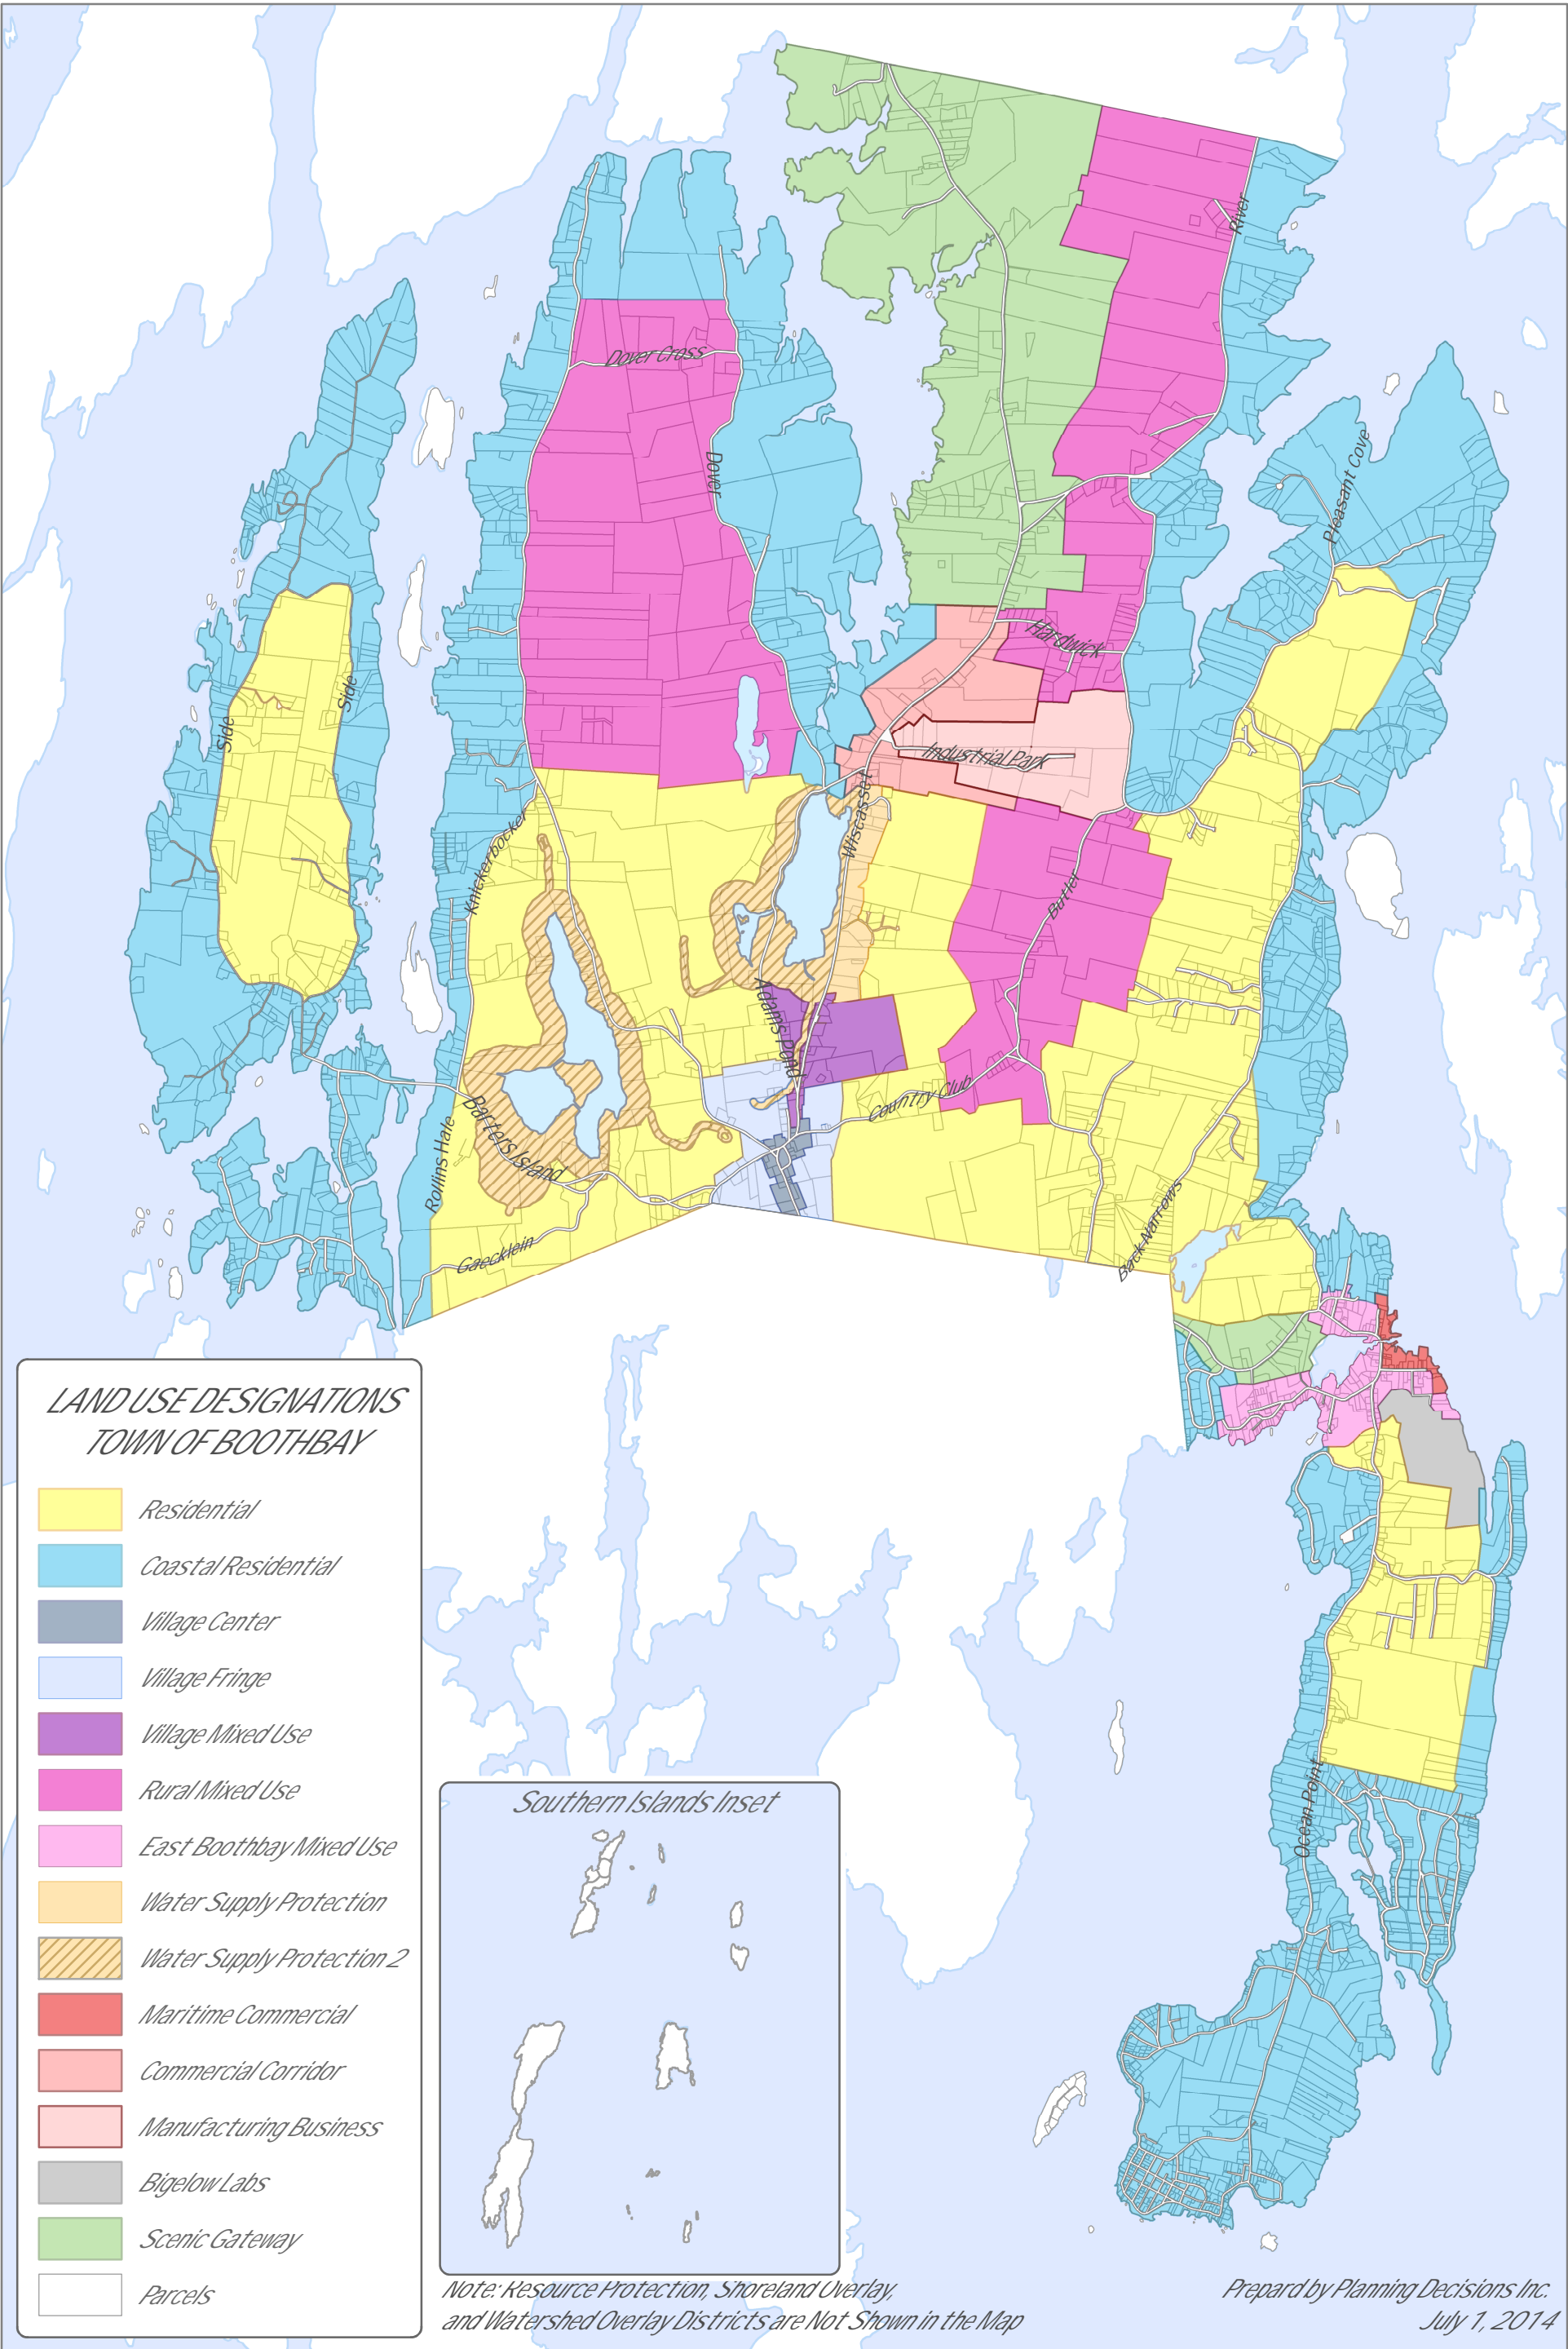 River
Dover Cross
Dover
Pleasant Cove
Hardwick
Side
Side
Industrial Park
Wiscasset
Knickerbocker
Butler
Adams Pond
Country Club
Barters Island
Rollins Hale
Back Narrows
Gaecklein
Ocean Point
LAND USE DESIGNATIONS
TOWN OF BOOTHBAY
Residential
Coastal Residential
Village Center
Village Fringe
Village Mixed Use
Rural Mixed Use
East Boothbay Mixed Use
Water Supply Protection
Water Supply Protection 2
Maritime Commercial
Commercial Corridor
Manufacturing Business
Bigelow Labs
Scenic Gateway
Parcels
Southern Islands Inset
Note: Resource Protection, Shoreland Overlay,
and Watershed Overlay Districts are Not Shown in the Map
Prepard by Planning Decisions Inc.
July 1, 2014